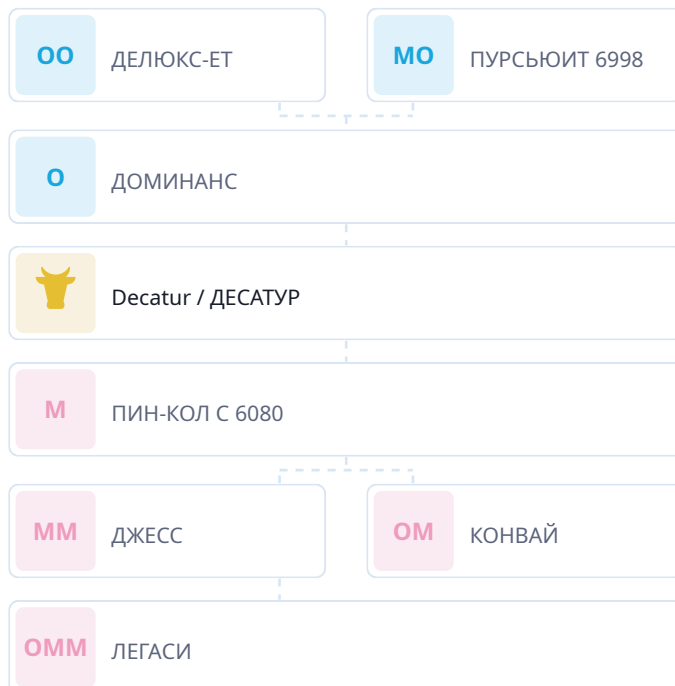 ОО ДЕЛЮКС-ЕТ
МО ПУРСЬЮИТ 6998
О ДОМИНАНС
Decatur / ДЕСАТУР
М ПИН-КОЛ С 6080
ММ ДЖЕСС
ОМ КОНВАЙ
ОММ ЛЕГАСИ